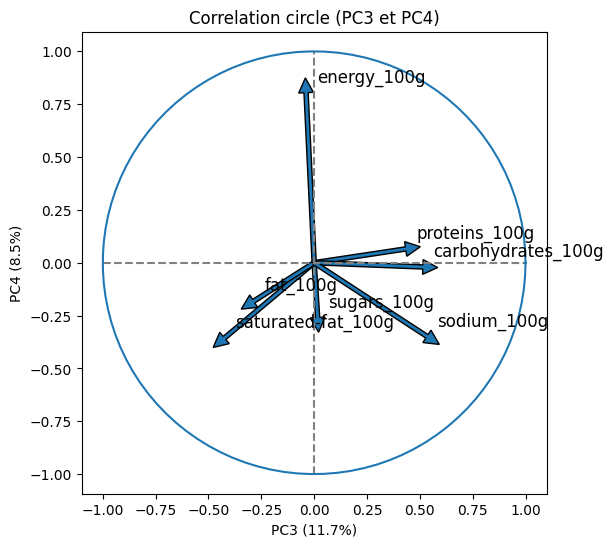 Correlation circle (PC3 et PC4)
1.00
0.75
0.50
0.25
0.00
−0.25
−0.50
−0.75
−1.00
PC4 (8.5%)
energy_100g
proteins_100g
carbohydrates_100g
fat_100g
sugars_100g
saturated-fat_100g
sodium_100g
−1.00 −0.75 −0.50 −0.25 0.00 0.25 0.50 0.75 1.00
PC3 (11.7%)